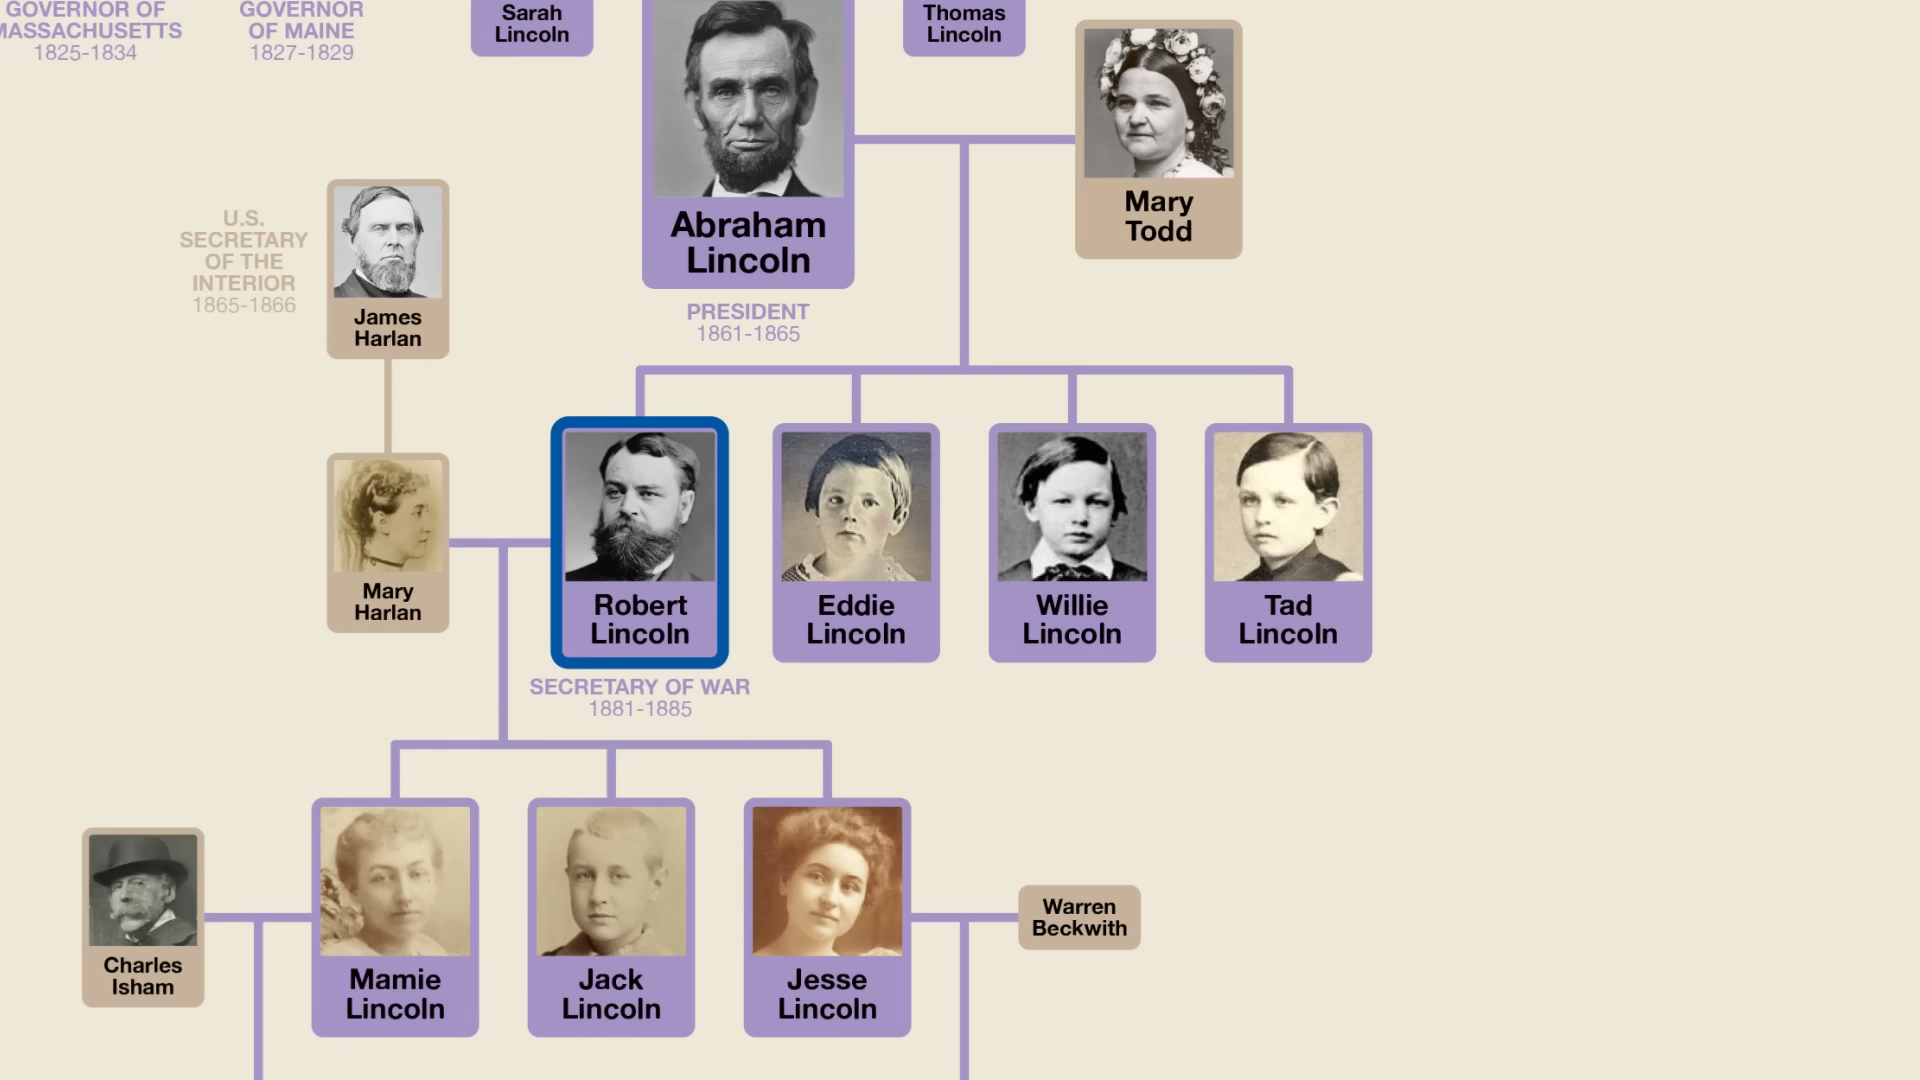 GOVERNOR OF
MASSACHUSETTS
1825-1834
GOVERNOR
OF MAINE
1827-1829
Sarah
Lincoln
Thomas
Lincoln
Abraham
Lincoln
PRESIDENT
1861-1865
Mary
Todd
U.S.
SECRETARY
OF THE
INTERIOR
1865-1866
James
Harlan
Mary
Harlan
Robert
Lincoln
SECRETARY OF WAR
1881-1885
Eddie
Lincoln
Willie
Lincoln
Tad
Lincoln
Charles
Isham
Mamie
Lincoln
Jack
Lincoln
Jesse
Lincoln
Warren
Beckwith